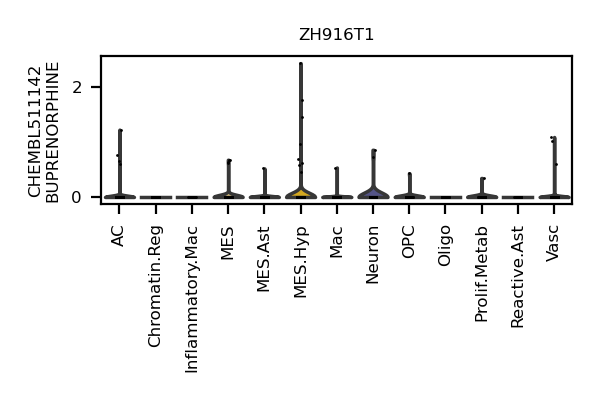 ZH916T1
CHEMBL511142
BUPRENORPHINE
2
0
AC
Chromatin.Reg
Inflammatory.Mac
MES
MES.Ast
MES.Hyp
Mac
Neuron
OPC
Oligo
Prolif.Metab
Reactive.Ast
Vasc